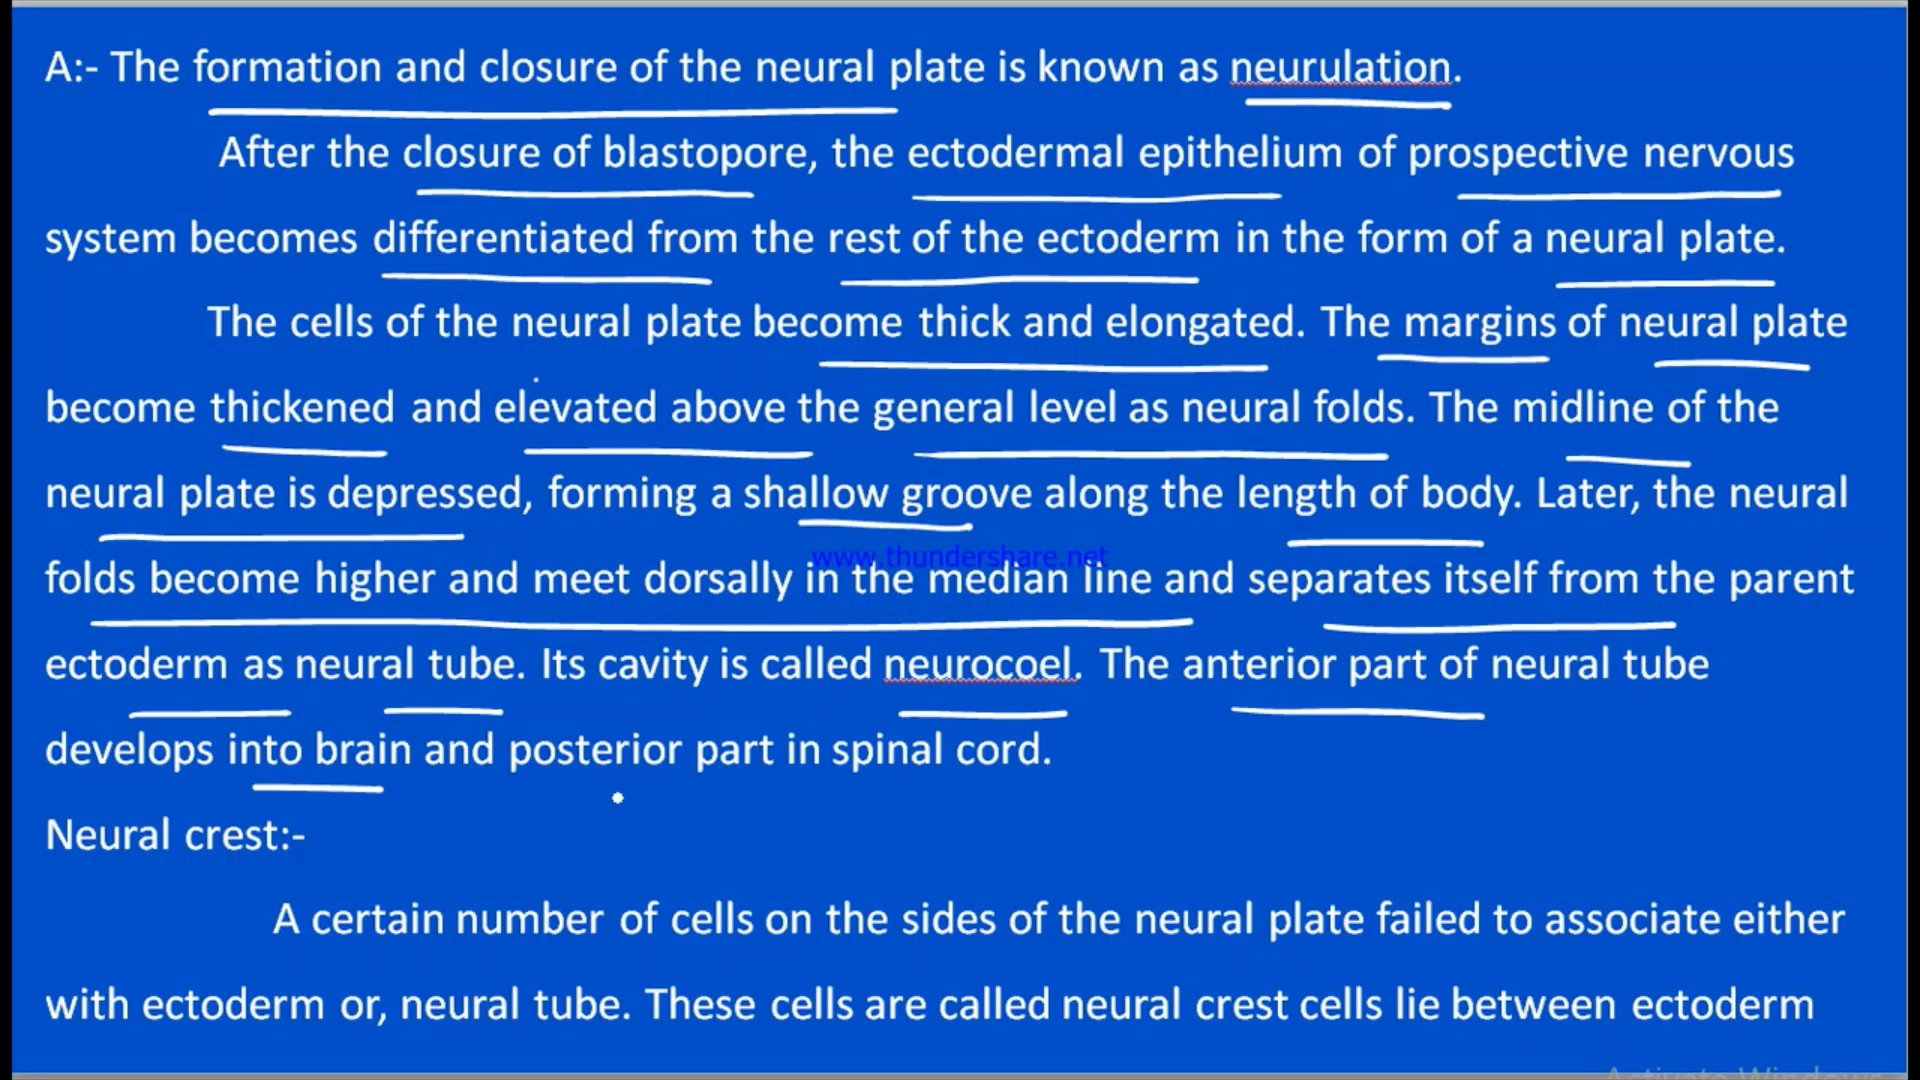 A:- The formation and closure of the neural plate is known as neurulation.
After the closure of blastopore, the ectodermal epithelium of prospective nervous
system becomes differentiated from the rest of the ectoderm in the form of a neural plate.
The cells of the neural plate become thick and elongated. The margins of neural plate
become thickened and elevated above the general level as neural folds. The midline of the
neural plate is depressed, forming a shallow groove along the length of body. Later, the neural
www.thundershare.net
folds become higher and meet dorsally in the median line and separates itself from the parent
ectoderm as neural tube. Its cavity is called neurocoel. The anterior part of neural tube
develops into brain and posterior part in spinal cord.
Neural crest:-
A certain number of cells on the sides of the neural plate failed to associate either
with ectoderm or, neural tube. These cells are called neural crest cells lie between ectoderm
Activate Windows